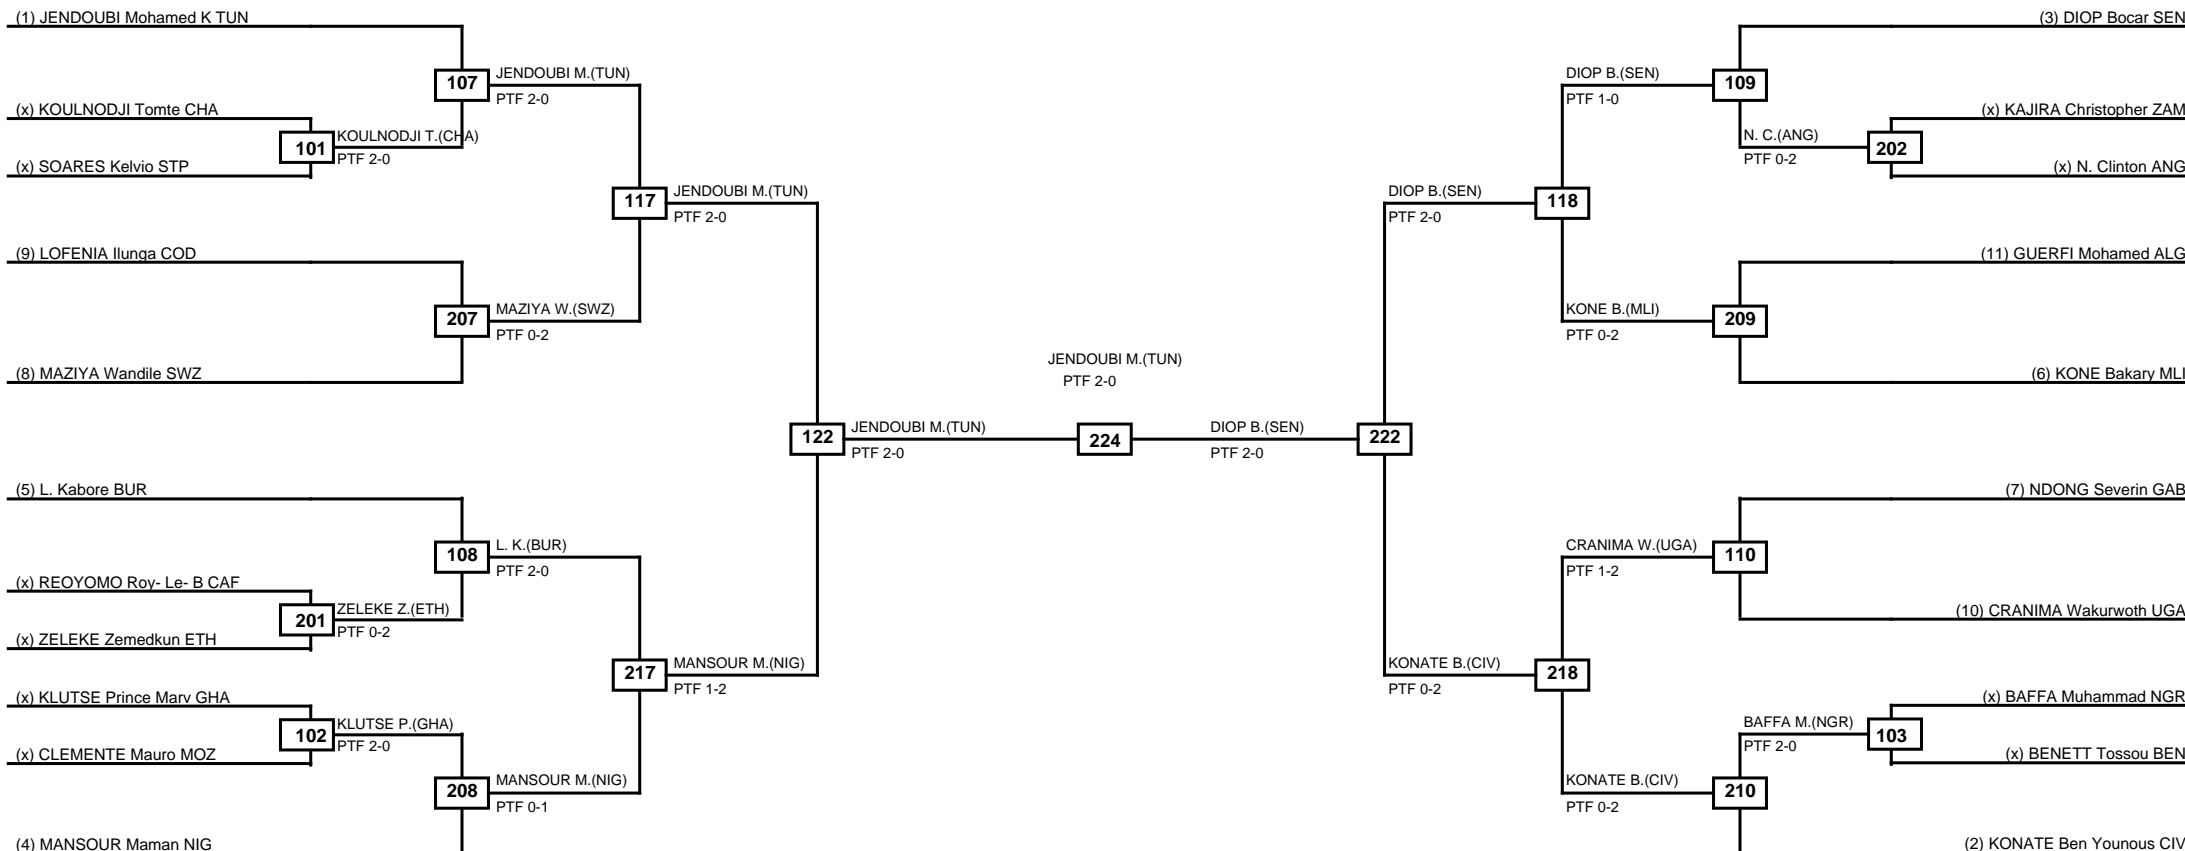 (1) JENDOUBI Mohamed K TUN
(3) DIOP Bocar SEN
107
JENDOUBI M.(TUN)
PTF 2-0
DIOP B.(SEN)
PTF 1-0
109
(x) KOULNODJI Tomte CHA
(x) KAJIRA Christopher ZAM
101
KOULNODJI T.(CHA)
PTF 2-0
N. C.(ANG)
PTF 0-2
202
(x) SOARES Kelvio STP
(x) N. Clinton ANG
117
JENDOUBI M.(TUN)
PTF 2-0
DIOP B.(SEN)
PTF 2-0
118
(9) LOFENIA Ilunga COD
(11) GUERFI Mohamed ALG
207
MAZIYA W.(SWZ)
PTF 0-2
KONE B.(MLI)
PTF 0-2
209
(8) MAZIYA Wandile SWZ
JENDOUBI M.(TUN)
PTF 2-0
(6) KONE Bakary MLI
122
JENDOUBI M.(TUN)
PTF 2-0
224
DIOP B.(SEN)
PTF 2-0
222
(5) L. Kabore BUR
(7) NDONG Severin GAB
108
L. K.(BUR)
PTF 2-0
CRANIMA W.(UGA)
PTF 1-2
110
(x) REOYOMO Roy- Le- B CAF
201
ZELEKE Z.(ETH)
PTF 0-2
(10) CRANIMA Wakurwoth UGA
(x) ZELEKE Zemedkun ETH
217
MANSOUR M.(NIG)
PTF 1-2
KONATE B.(CIV)
PTF 0-2
218
(x) KLUTSE Prince Marv GHA
(x) BAFFA Muhammad NGR
102
KLUTSE P.(GHA)
PTF 2-0
BAFFA M.(NGR)
PTF 2-0
103
(x) CLEMENTE Mauro MOZ
(x) BENETT Tossou BEN
208
MANSOUR M.(NIG)
PTF 0-1
KONATE B.(CIV)
PTF 0-2
210
(4) MANSOUR Maman NIG
(2) KONATE Ben Younous CIV